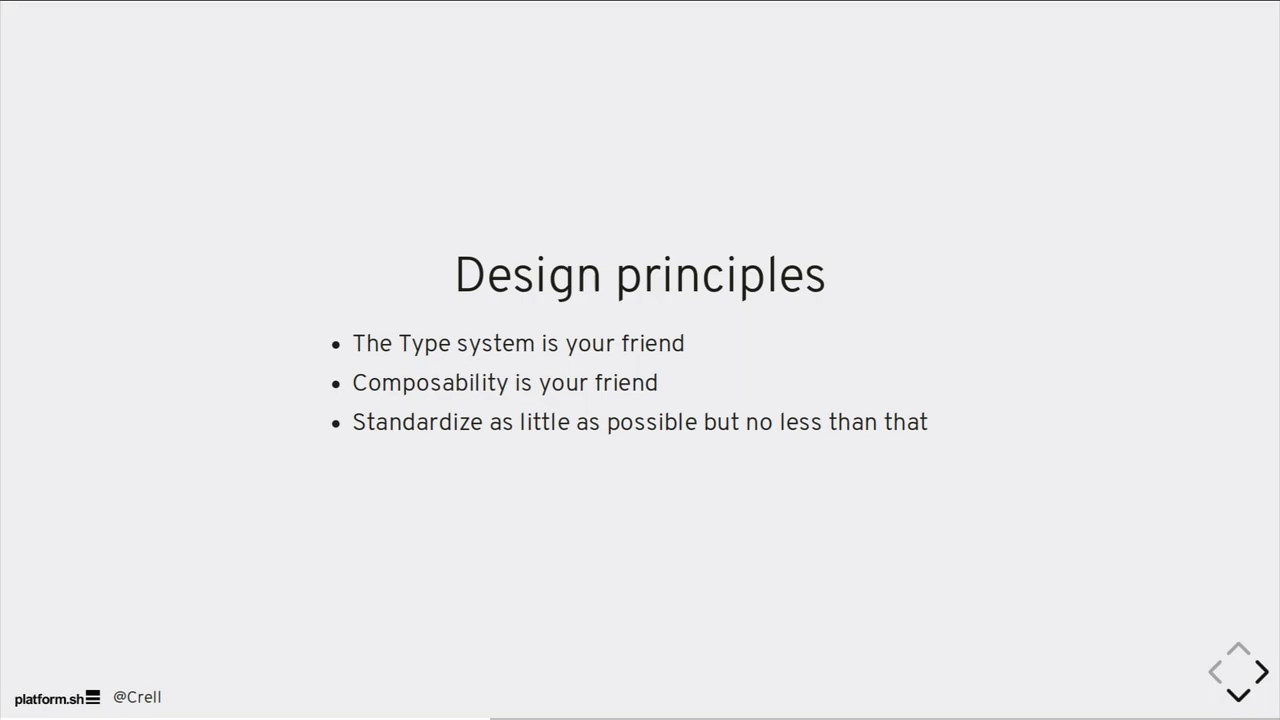 Design principles
The Type system is your friend
Composability is your friend
Standardize as little as possible but no less than that
platform.sh @Crell